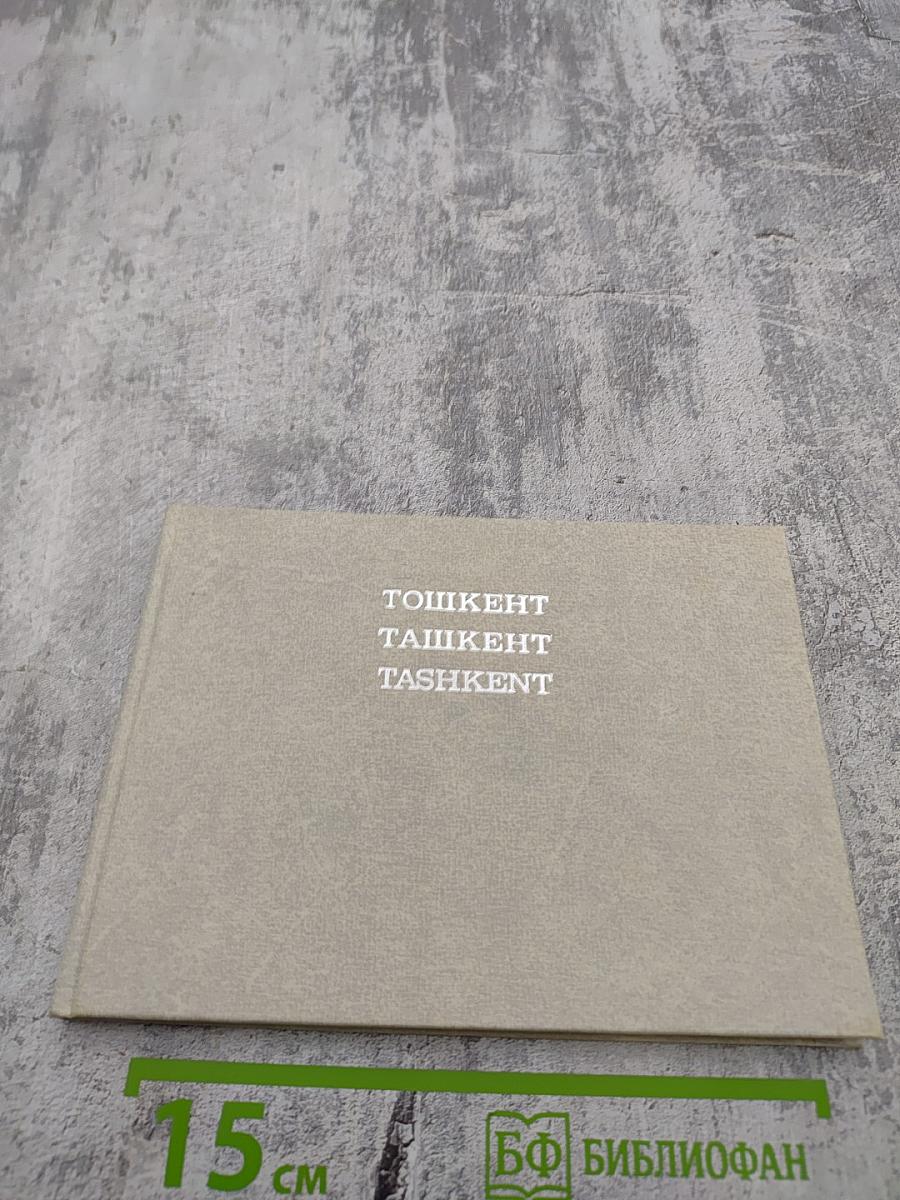 ТОШКЕНТ
ТАШКЕНТ
TASHKENT
15 см
БФ БИБЛИОФАН